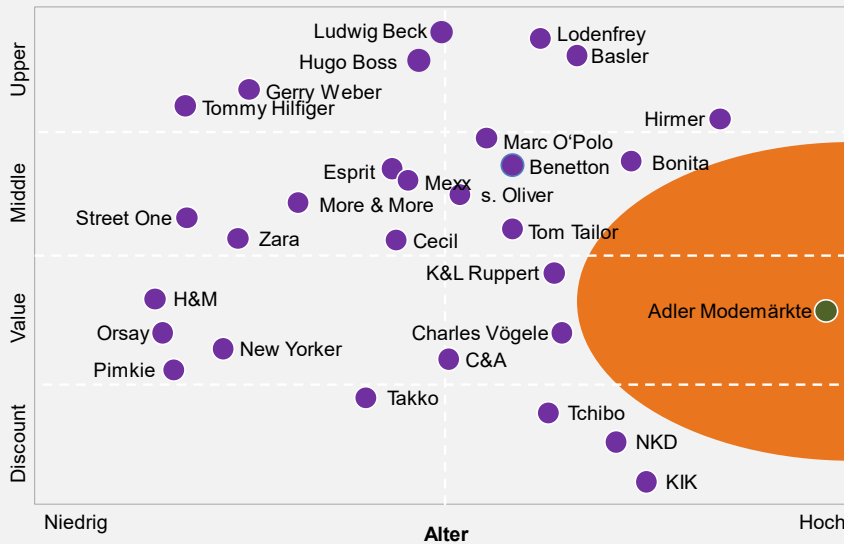 Upper
Ludwig Beck
Lodenfrey
Hugo Boss
Basler
Gerry Weber
Tommy Hilfiger
Hirmer
Middle
Marc O'Polo
Esprit
Benetton
Bonita
Mexx
s. Oliver
More & More
Street One
Tom Tailor
Zara
Cecil
Value
K&L Ruppert
H&M
Adler Modemärkte
Orsay
Charles Vögele
New Yorker
C&A
Pimkie
Discount
Takko
Tchibo
NKD
KIK
Niedrig
Alter
Hoch